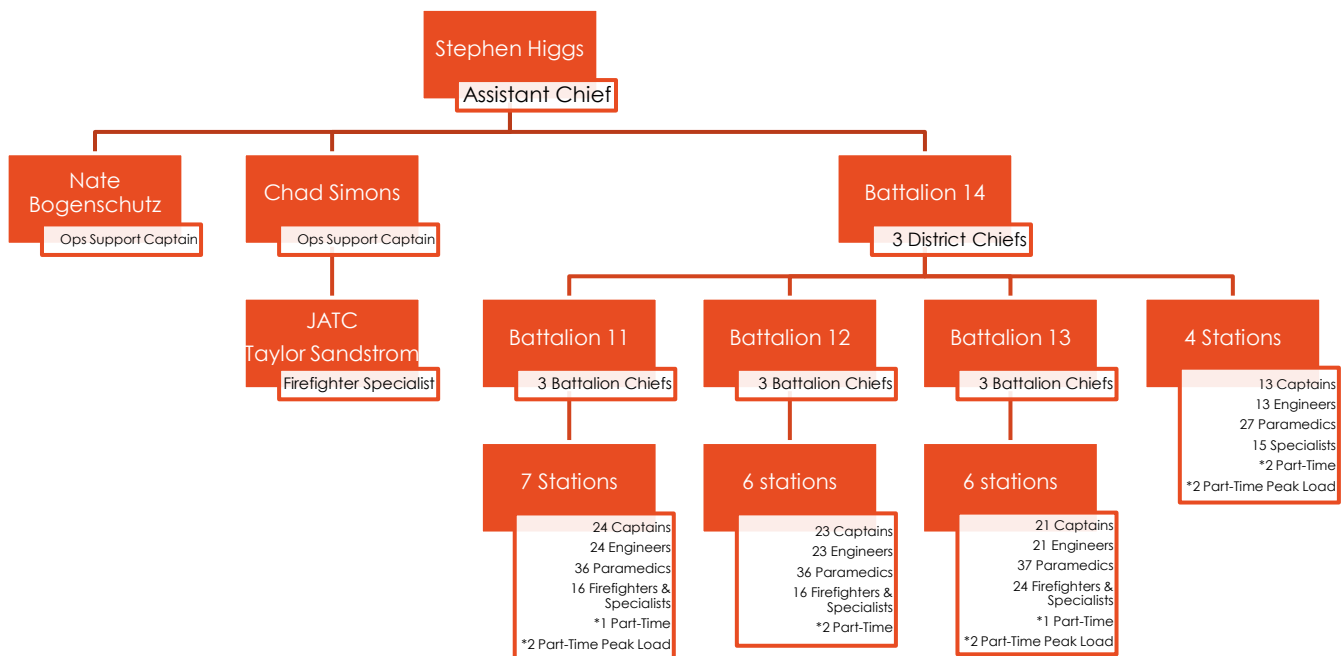 Stephen Higgs
Assistant Chief
Nate
Bogenschutz
Ops Support Captain
Chad Simons
Ops Support Captain
Battalion 14
3 District Chiefs
JATC
Taylor Sandstrom
Firefighter Specialist
Battalion 11
3 Battalion Chiefs
Battalion 12
3 Battalion Chiefs
Battalion 13
3 Battalion Chiefs
4 Stations
13 Captains
13 Engineers
27 Paramedics
15 Specialists
*2 Part-Time
*2 Part-Time Peak Load
7 Stations
24 Captains
24 Engineers
36 Paramedics
16 Firefighters &
Specialists
*1 Part-Time
*2 Part-Time Peak Load
6 stations
23 Captains
23 Engineers
36 Paramedics
16 Firefighters &
Specialists
*2 Part-Time
6 stations
21 Captains
21 Engineers
37 Paramedics
24 Firefighters &
Specialists
*1 Part-Time
*2 Part-Time Peak Load